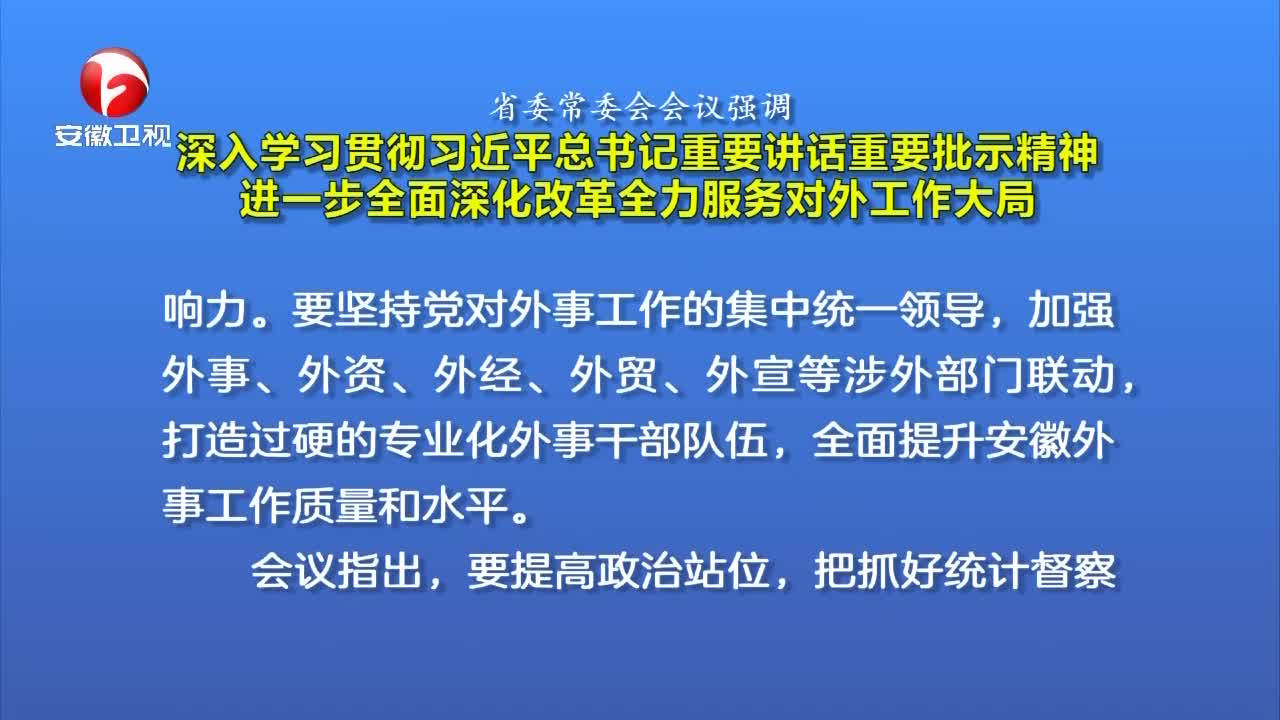 安徽卫视
省委常委会会议强调
深入学习贯彻习近平总书记重要讲话重要批示精神
进一步全面深化改革全力服务对外工作大局
响力。要坚持党对外事工作的集中统一领导，加强
外事、外资、外经、外贸、外宣等涉外部门联动，
打造过硬的专业化外事干部队伍，全面提升安徽外
事工作质量和水平。
会议指出，要提高政治站位，把抓好统计督察